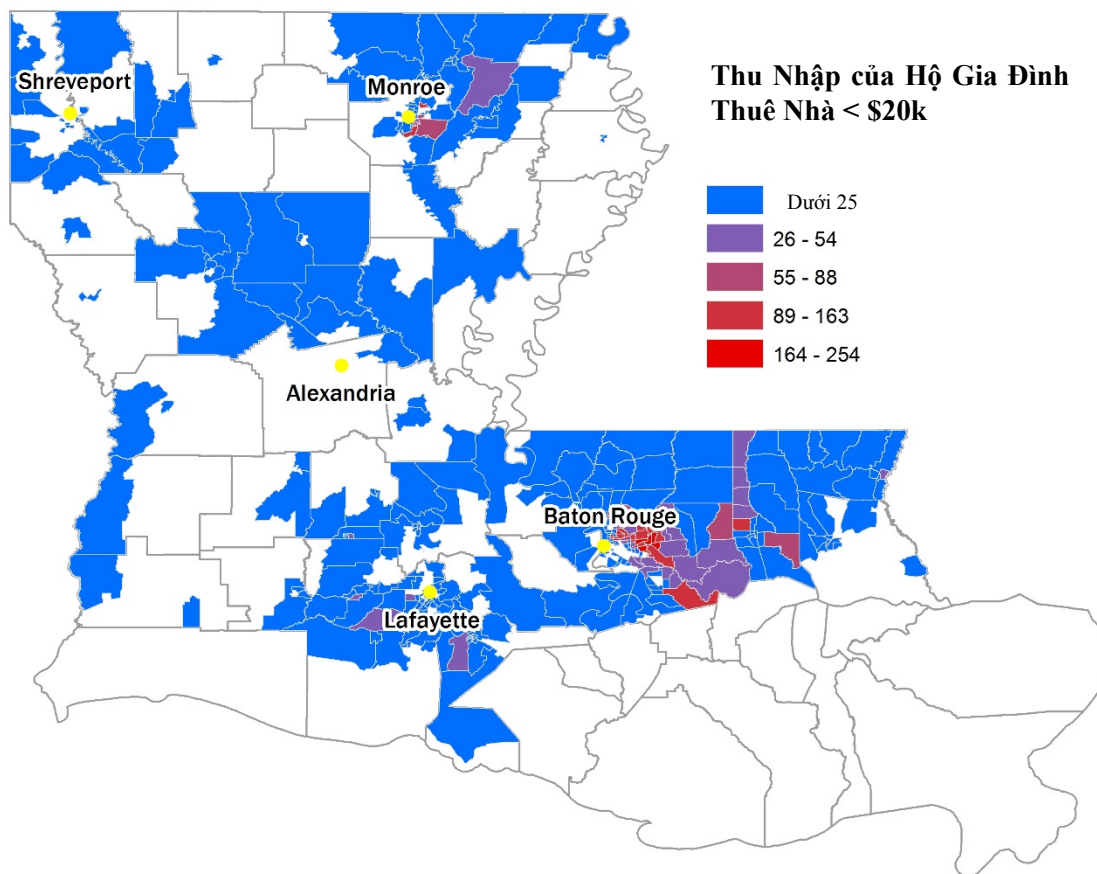 Thu Nhập của Hộ Gia Đình
Thuê Nhà < $20k
Shreveport
Monroe
Dưới 25
26 - 54
55 - 88
89 - 163
164 - 254
Alexandria
Baton Rouge
Lafayette